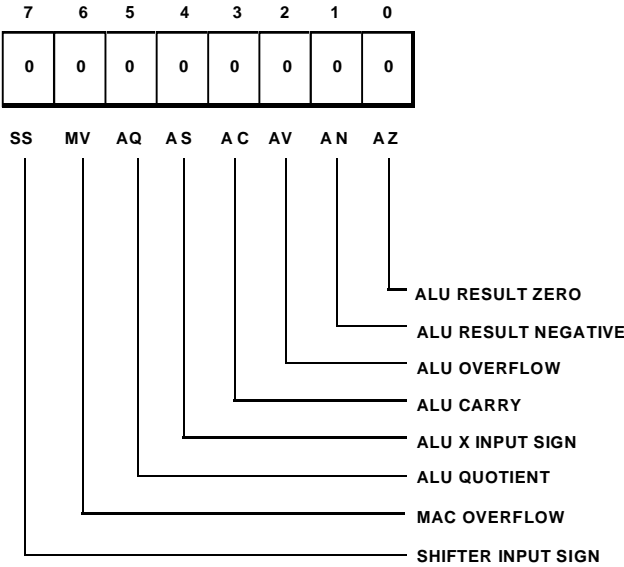 7 6 5 4 3 2 1 0
0 0 0 0 0 0 0 0
SS MV AQ AS AC AV AN AZ
ALU RESULT ZERO
ALU RESULT NEGATIVE
ALU OVERFLOW
ALU CARRY
ALU X INPUT SIGN
ALU QUOTIENT
MAC OVERFLOW
SHIFTER INPUT SIGN